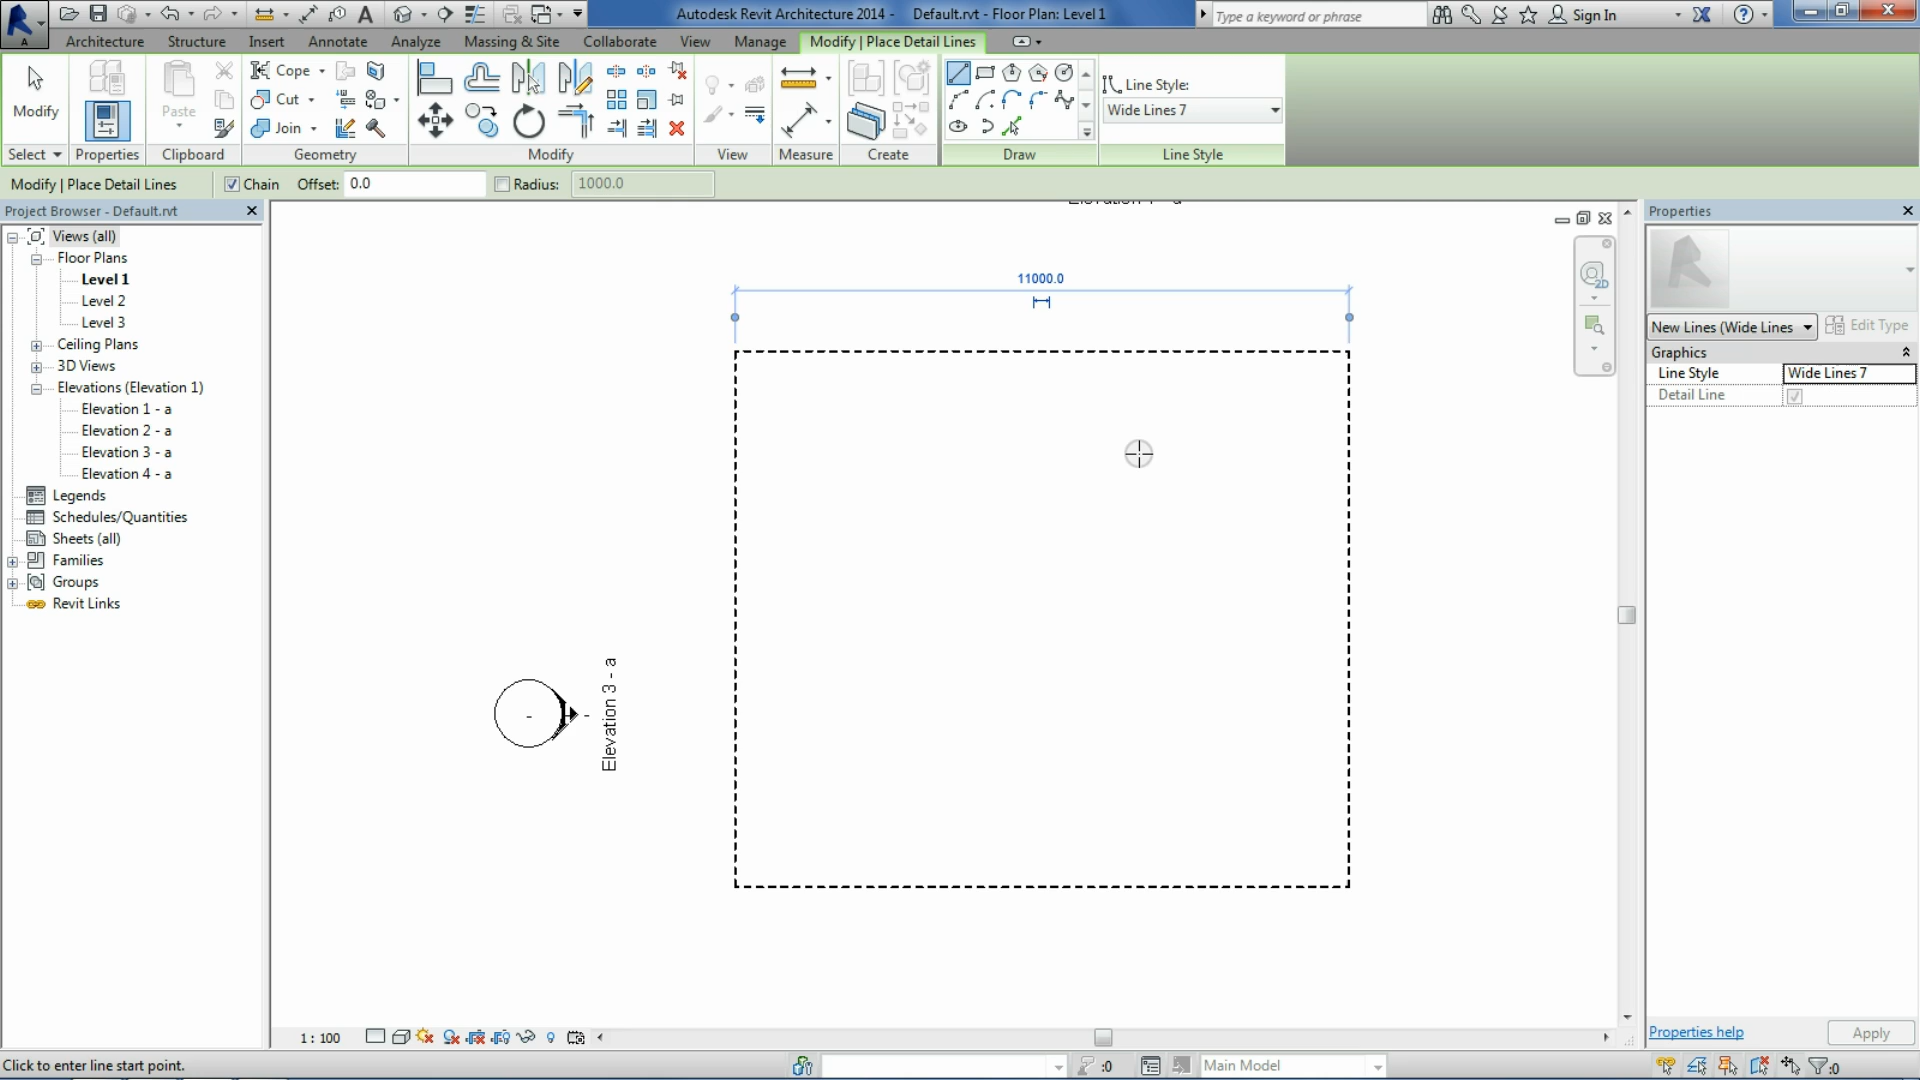 Autodesk Revit Architecture 2014 - Default.rvt - Floor Plan: Level 1
Type a keyword or phrase
Sign In
A
Architecture Structure Insert Annotate Analyze Massing & Site Collaborate View Manage Modify | Place Detail Lines
Modify
Paste
Cope
Cut
Join
Line Style:
Wide Lines 7
Select Properties Clipboard Geometry Modify View Measure Create Draw Line Style
Modify | Place Detail Lines Chain Offset: 0.0 Radius: 1000.0
Project Browser - Default.rvt
Views (all)
Floor Plans
Level 1
Level 2
Level 3
Ceiling Plans
3D Views
Elevations (Elevation 1)
Elevation 1 - a
Elevation 2 - a
Elevation 3 - a
Elevation 4 - a
Legends
Schedules/Quantities
Sheets (all)
Families
Groups
Revit Links
11000.0
Elevation 3 - a
2D
Properties
New Lines (Wide Lines
Edit Type
Graphics
Line Style Wide Lines 7
Detail Line
Properties help
Apply
1 : 100
Click to enter line start point.
:0
Main Model
:0